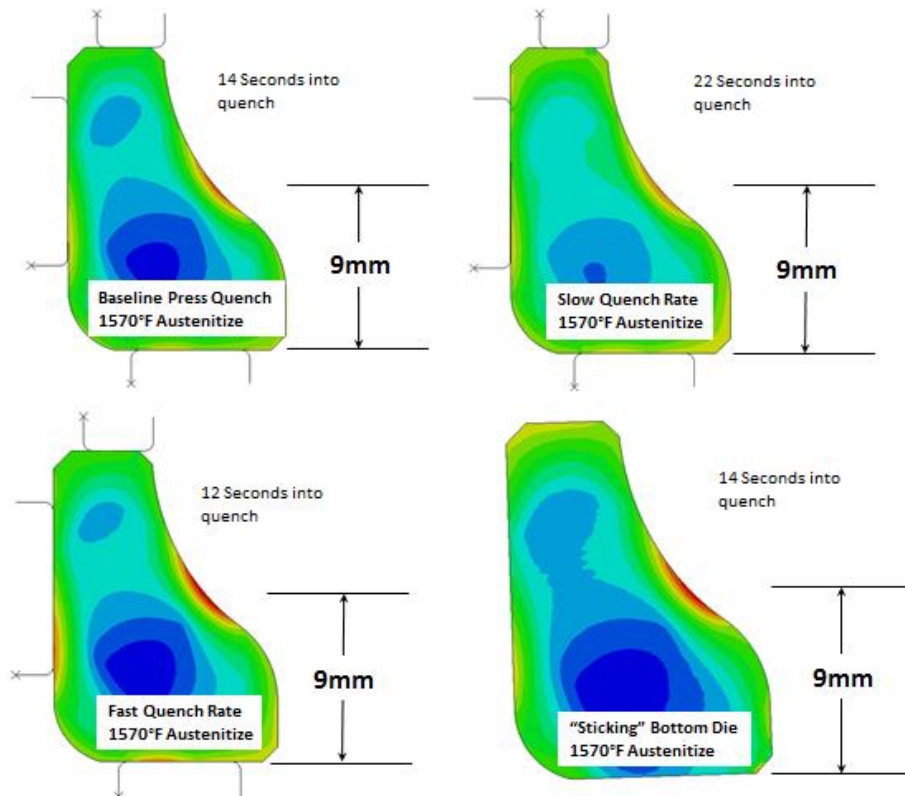 14 Seconds into
quench
9mm
Baseline Press Quench
1570°F Austenitize
22 Seconds into
quench
9mm
Slow Quench Rate
1570°F Austenitize
12 Seconds into
quench
9mm
Fast Quench Rate
1570°F Austenitize
14 Seconds into
quench
9mm
“Sticking” Bottom Die
1570°F Austenitize